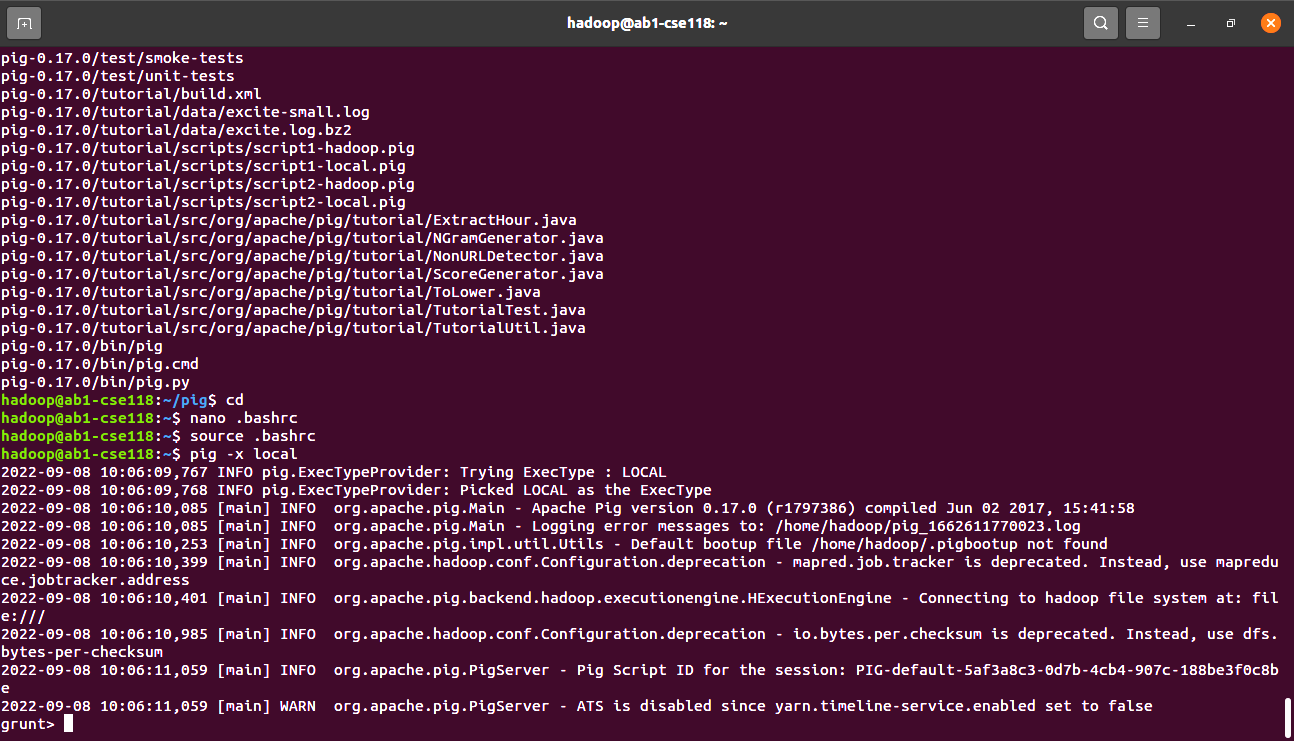 hadoop@ab1-cse118: ~
pig-0.17.0/test/smoke-tests
pig-0.17.0/test/unit-tests
pig-0.17.0/tutorial/build.xml
pig-0.17.0/tutorial/data/excite-small.log
pig-0.17.0/tutorial/data/excite.log.bz2
pig-0.17.0/tutorial/scripts/script1-hadoop.pig
pig-0.17.0/tutorial/scripts/script1-local.pig
pig-0.17.0/tutorial/scripts/script2-hadoop.pig
pig-0.17.0/tutorial/scripts/script2-local.pig
pig-0.17.0/tutorial/src/org/apache/pig/tutorial/ExtractHour.java
pig-0.17.0/tutorial/src/org/apache/pig/tutorial/NGramGenerator.java
pig-0.17.0/tutorial/src/org/apache/pig/tutorial/NonURLDetector.java
pig-0.17.0/tutorial/src/org/apache/pig/tutorial/ScoreGenerator.java
pig-0.17.0/tutorial/src/org/apache/pig/tutorial/ToLower.java
pig-0.17.0/tutorial/src/org/apache/pig/tutorial/TutorialTest.java
pig-0.17.0/tutorial/src/org/apache/pig/tutorial/TutorialUtil.java
pig-0.17.0/bin/pig
pig-0.17.0/bin/pig.cmd
pig-0.17.0/bin/pig.py
hadoop@ab1-cse118:~/pig$ cd
hadoop@ab1-cse118:~$ nano .bashrc
hadoop@ab1-cse118:~$ source .bashrc
hadoop@ab1-cse118:~$ pig -x local
2022-09-08 10:06:09,767 INFO pig.ExecTypeProvider: Trying ExecType : LOCAL
2022-09-08 10:06:09,768 INFO pig.ExecTypeProvider: Picked LOCAL as the ExecType
2022-09-08 10:06:10,085 [main] INFO  org.apache.pig.Main - Apache Pig version 0.17.0 (r1797386) compiled Jun 02 2017, 15:41:58
2022-09-08 10:06:10,085 [main] INFO  org.apache.pig.Main - Logging error messages to: /home/hadoop/pig_1662611770023.log
2022-09-08 10:06:10,253 [main] INFO  org.apache.pig.impl.util.Utils - Default bootup file /home/hadoop/.pigbootup not found
2022-09-08 10:06:10,399 [main] INFO  org.apache.hadoop.conf.Configuration.deprecation - mapred.job.tracker is deprecated. Instead, use mapredu
ce.jobtracker.address
2022-09-08 10:06:10,401 [main] INFO  org.apache.pig.backend.hadoop.executionengine.HExecutionEngine - Connecting to hadoop file system at: fil
e:///
2022-09-08 10:06:10,985 [main] INFO  org.apache.hadoop.conf.Configuration.deprecation - io.bytes.per.checksum is deprecated. Instead, use dfs.
bytes-per-checksum
2022-09-08 10:06:11,059 [main] INFO  org.apache.pig.PigServer - Pig Script ID for the session: PIG-default-5af3a8c3-0d7b-4cb4-907c-188be3f0c8b
e
2022-09-08 10:06:11,059 [main] WARN  org.apache.pig.PigServer - ATS is disabled since yarn.timeline-service.enabled set to false
grunt>